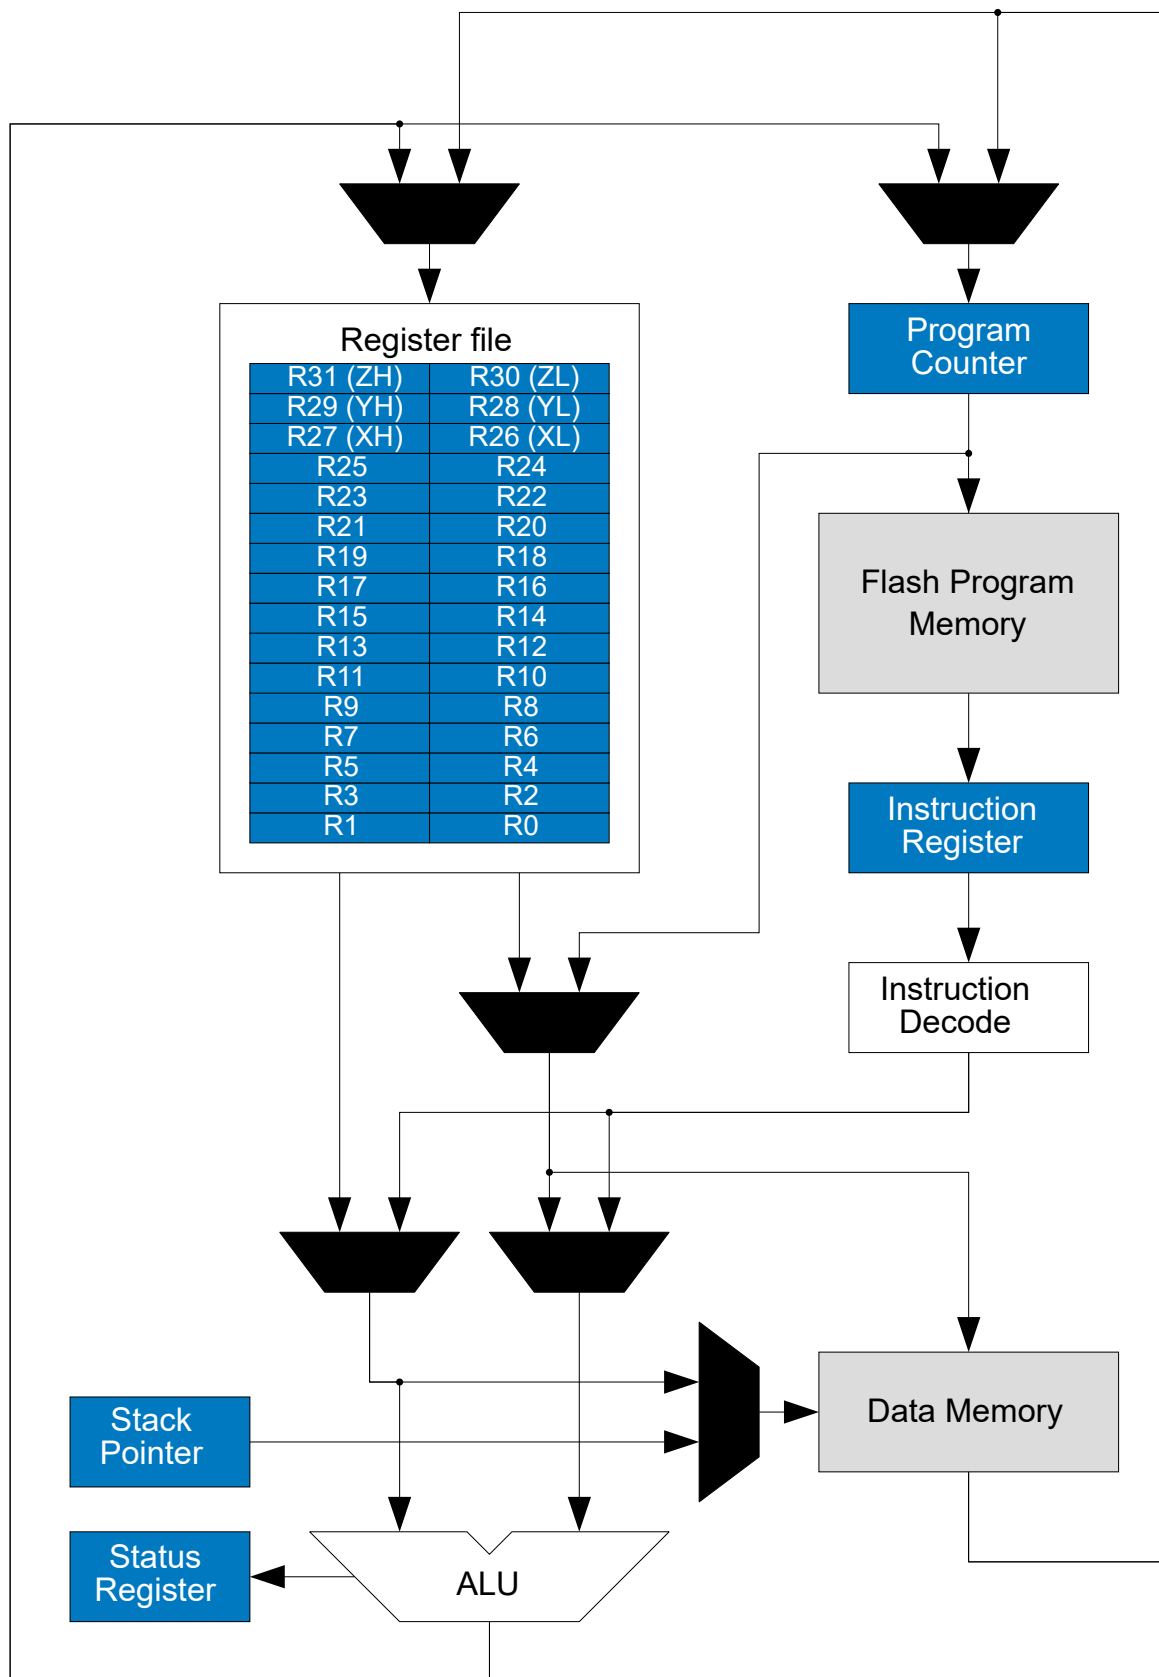 Register file
R31 (ZH) R30 (ZL)
R29 (YH) R28 (YL)
R27 (XH) R26 (XL)
R25 R24
R23 R22
R21 R20
R19 R18
R17 R16
R15 R14
R13 R12
R11 R10
R9 R8
R7 R6
R5 R4
R3 R2
R1 R0
Program
Counter
Flash Program
Memory
Instruction
Register
Instruction
Decode
Stack
Pointer
Data Memory
Status
Register
ALU